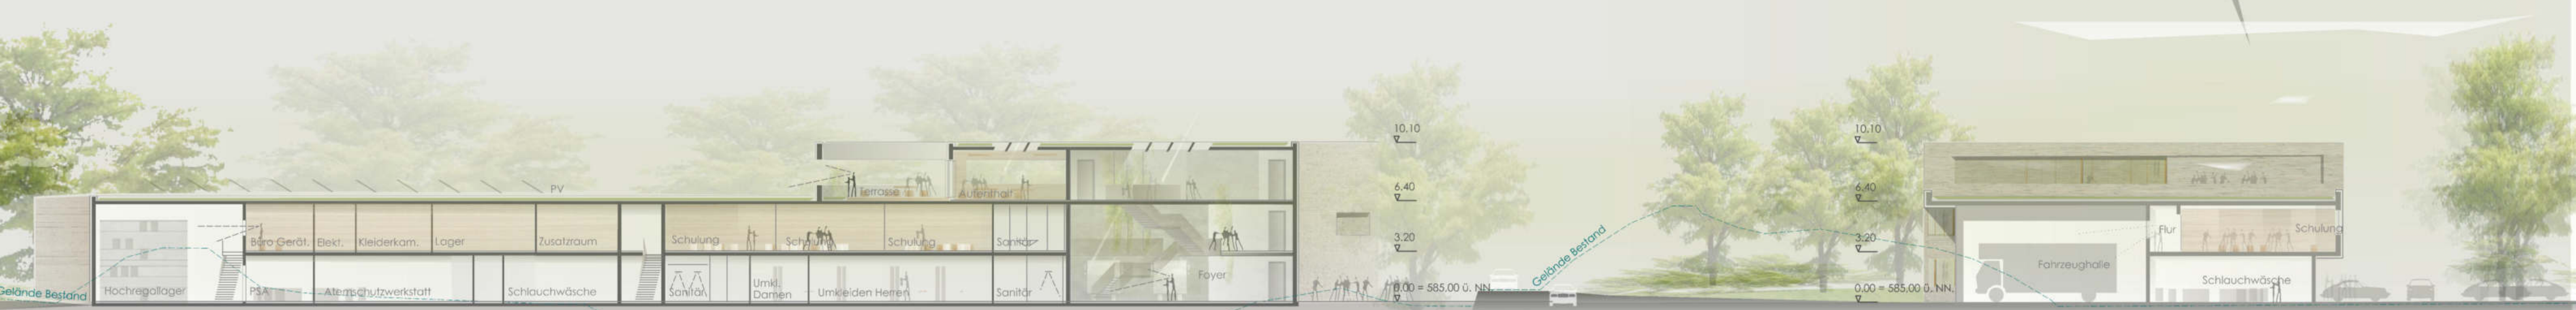 10.10
10.10
PV
Terrasse
Aufenthalt
6.40
6.40
Gelände Bestand
Büro Gerät.
Elekt.
Kleiderkam.
Lager
Zusatzraum
Schulung
Schulung
Schulung
Sanitär
3.20
3.20
Flur
Schulung
Gelände Bestand
Hochregallager
PSA
Atemschutzwerkstatt
Schlauchwäsche
Sanitär
Umkl.
Damen
Umkleiden Herren
Sanitär
Foyer
0.00 = 585.00 ü. NN.
0.00 = 585.00 ü. NN.
Fahrzeughalle
Schlauchwäsche